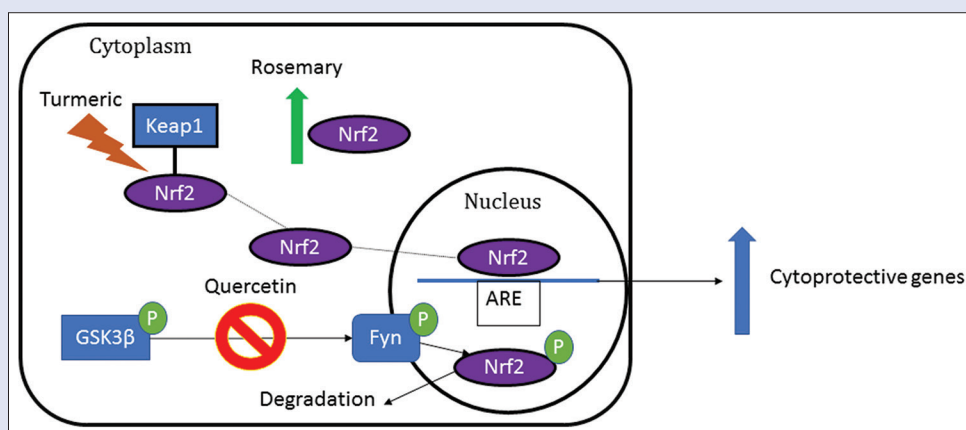 Cytoplasm
Rosemary
Turmeric
Keap1
Nrf2
Nrf2
Nucleus
Nrf2
Nrf2
Quercetin
ARE
Cytoprotective genes
P
P
GSK3β
Fyn
P
Nrf2
Degradation